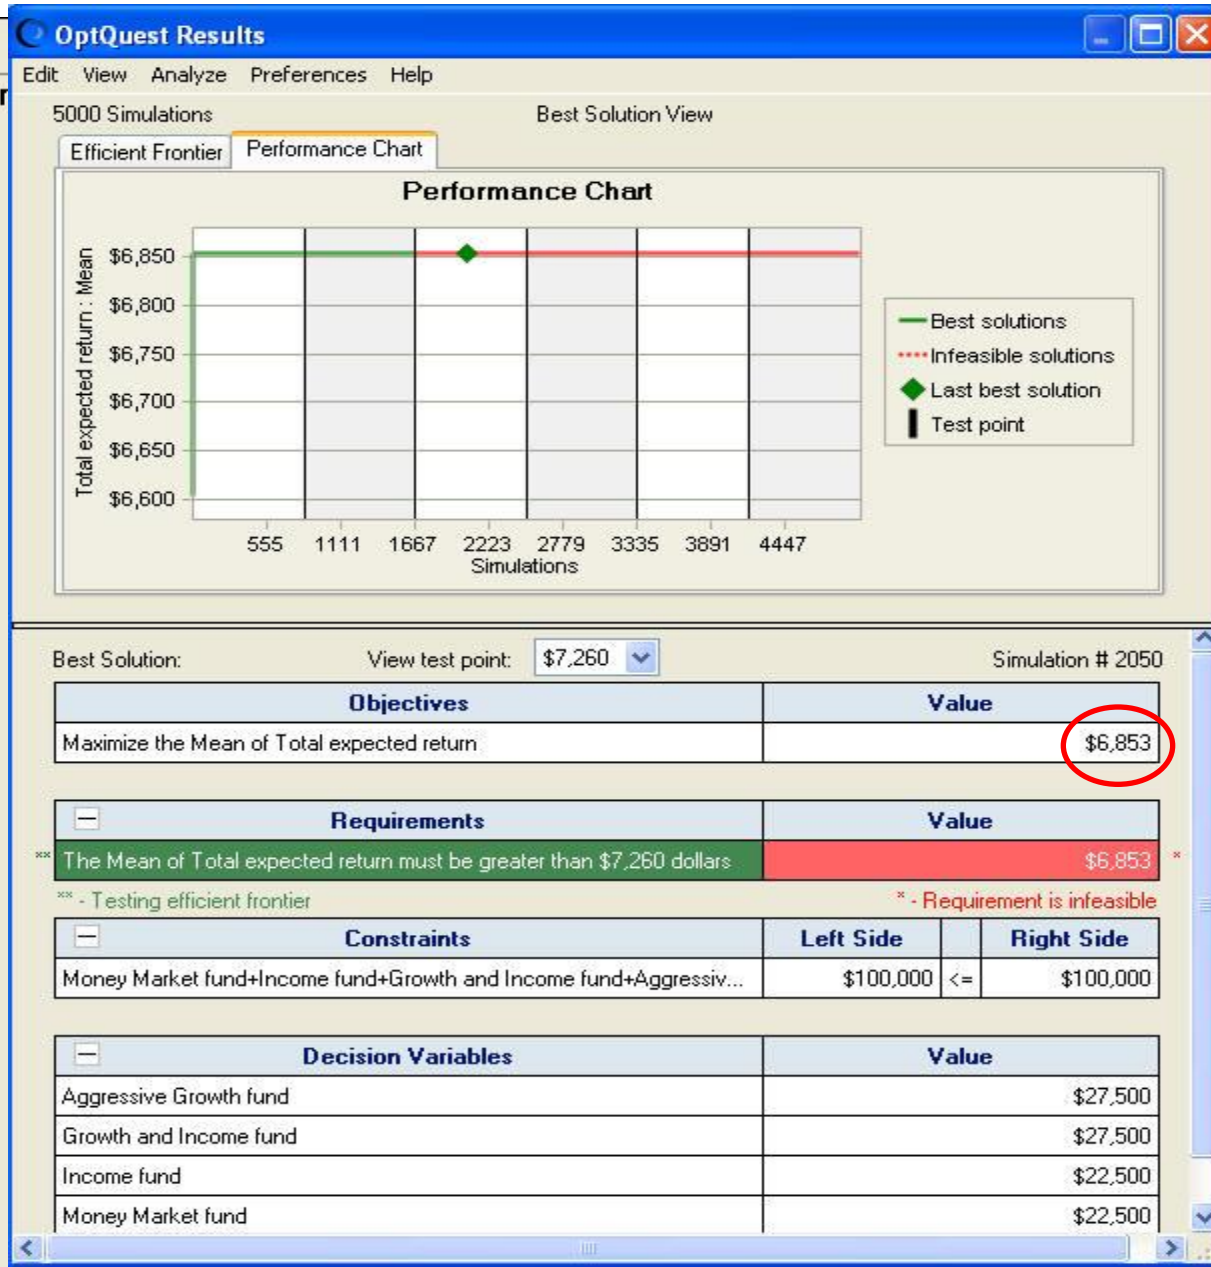 OptQuest Results
Edit View Analyze Preferences Help
5000 Simulations Best Solution View
Efficient Frontier Performance Chart
Performance Chart
Total expected return : Mean
$6,850
$6,800
$6,750
$6,700
$6,650
$6,600
555 1111 1667 2223 2779 3335 3891 4447
Simulations
Best solutions
Infeasible solutions
Last best solution
Test point
Best Solution: View test point: $7,260 Simulation # 2050
Objectives Value
Maximize the Mean of Total expected return $6,853
Requirements Value
** The Mean of Total expected return must be greater than $7,260 dollars $6,853 *
** - Testing efficient frontier * - Requirement is infeasible
Constraints Left Side Right Side
Money Market fund+Income fund+Growth and Income fund+Aggressiv... $100,000 <= $100,000
Decision Variables Value
Aggressive Growth fund $27,500
Growth and Income fund $27,500
Income fund $22,500
Money Market fund $22,500